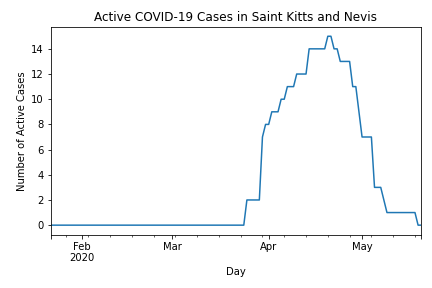 Active COVID-19 Cases in Saint Kitts and Nevis
Number of Active Cases
14
12
10
8
6
4
2
0
Feb Mar Apr May
2020
Day